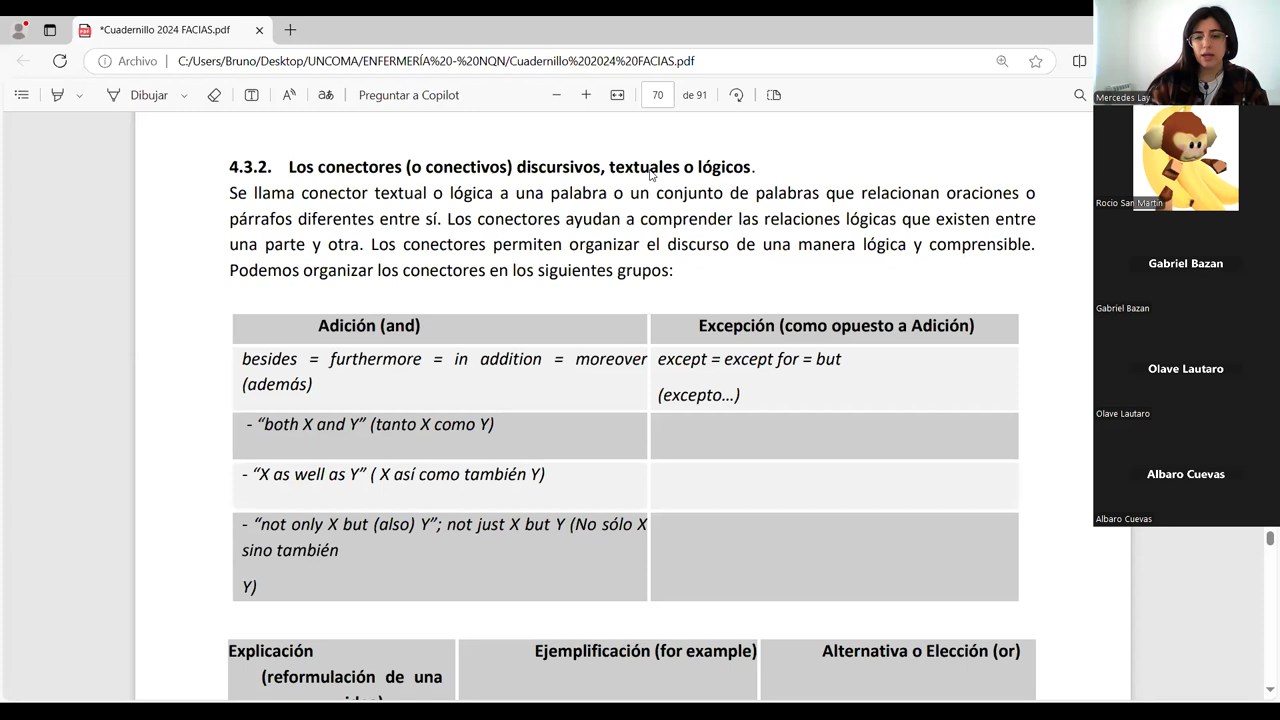 *Cuadernillo 2024 FACIAS.pdf
Archivo
C:/Users/Bruno/Desktop/UNCOMA/ENFERMERÍA%20-%20NQN/Cuadernillo%202024%20FACIAS.pdf
Dibujar
Preguntar a Copilot
70 de 91
4.3.2. Los conectores (o conectivos) discursivos, textuales o lógicos.
Se llama conector textual o lógica a una palabra o un conjunto de palabras que relacionan oraciones o
párrafos diferentes entre sí. Los conectores ayudan a comprender las relaciones lógicas que existen entre
una parte y otra. Los conectores permiten organizar el discurso de una manera lógica y comprensible.
Podemos organizar los conectores en los siguientes grupos:
Adición (and)
Excepción (como opuesto a Adición)
besides = furthermore = in addition = moreover
(además)
except = except for = but
(excepto...)
- “both X and Y” (tanto X como Y)
- “X as well as Y” ( X así como también Y)
- “not only X but (also) Y”; not just X but Y (No sólo X
sino también
Y)
Explicación
(reformulación de una
Ejemplificación (for example)
Alternativa o Elección (or)
Mercedes Lay
Rocio San Martin
Gabriel Bazan
Gabriel Bazan
Olave Lautaro
Olave Lautaro
Albaro Cuevas
Albaro Cuevas